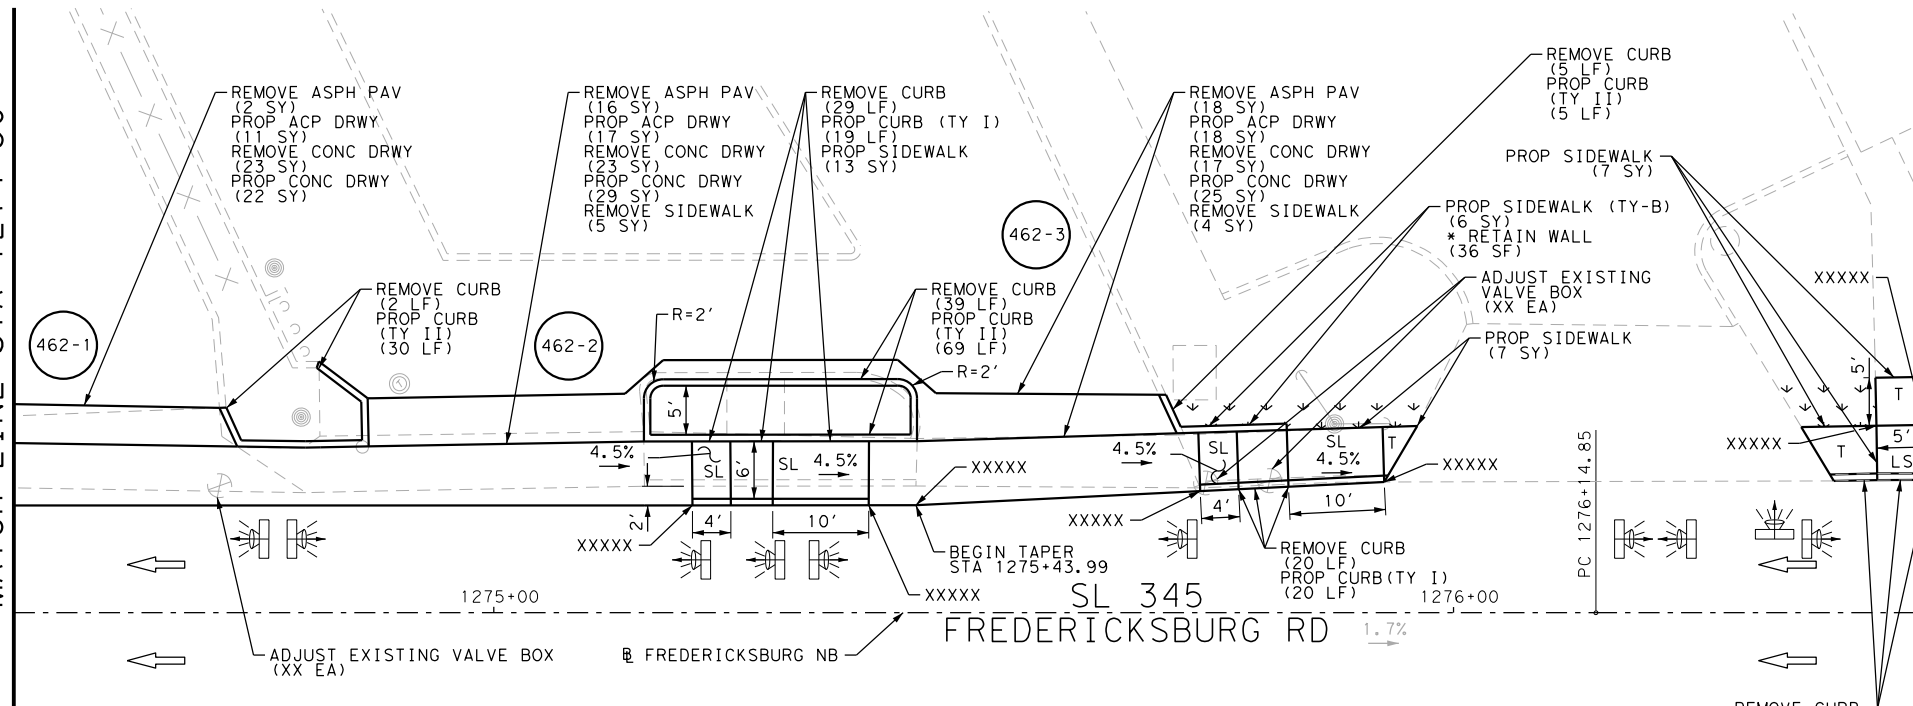 REMOVE ASPH PAV
(2 SY)
PROP ACP DRWY
(11 SY)
REMOVE CONC DRWY
(23 SY)
PROP CONC DRWY
(22 SY)
REMOVE ASPH PAV
(16 SY)
PROP ACP DRWY
(17 SY)
REMOVE CONC DRWY
(23 SY)
PROP CONC DRWY
(29 SY)
REMOVE SIDEWALK
(5 SY)
REMOVE CURB
(29 LF)
PROP CURB (TY I)
(19 LF)
PROP SIDEWALK
(13 SY)
REMOVE ASPH PAV
(18 SY)
PROP ACP DRWY
(18 SY)
REMOVE CONC DRWY
(17 SY)
PROP CONC DRWY
(25 SY)
REMOVE SIDEWALK
(4 SY)
REMOVE CURB
(5 LF)
PROP CURB
(TY II)
(5 LF)
PROP SIDEWALK
(7 SY)
PROP SIDEWALK (TY-B)
(6 SY)
* RETAIN WALL
(36 SF)
ADJUST EXISTING
VALVE BOX
(XX EA)
PROP SIDEWALK
(7 SY)
XXXXX
462-1
462-2
462-3
REMOVE CURB
(2 LF)
PROP CURB
(TY II)
(30 LF)
R=2'
REMOVE CURB
(39 LF)
PROP CURB
(TY II)
(69 LF)
R=2'
5'
5'
T
4.5%
SL
6'
SL
4.5%
XXXXX
4.5%
SL
SL
4.5%
T
XXXXX
XXXXX
T
5'
LS
2'
4'
10'
XXXXX
XXXXX
4'
10'
BEGIN TAPER
STA 1275+43.99
XXXXX
REMOVE CURB
(20 LF)
PROP CURB(TY I)
(20 LF)
PC 1276+14.85
1275+00
SL 345
1276+00
FREDERICKSBURG RD
1.7%
ADJUST EXISTING VALVE BOX
(XX EA)
FREDERICKSBURG NB
REMOVE CURB